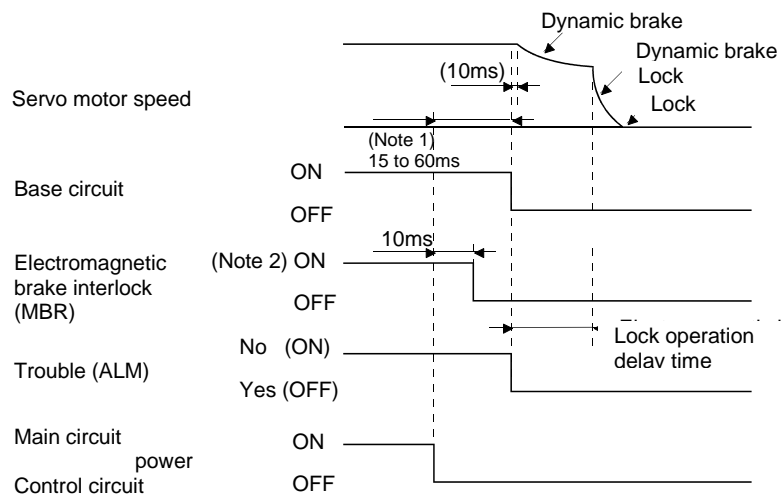 Dynamic brake
Dynamic brake
Lock
Lock
(10ms)
Servo motor speed
(Note 1)
15 to 60ms
ON
Base circuit
OFF
10ms
Electromagnetic
brake interlock
(MBR)
(Note 2) ON
OFF
Lock operation
delay time
No (ON)
Trouble (ALM)
Yes (OFF)
Main circuit
power
Control circuit
ON
OFF